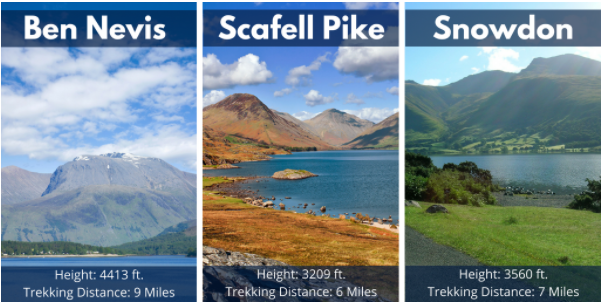 Ben Nevis
Height: 4413 ft.
Trekking Distance: 9 Miles
Scafell Pike
Height: 3209 ft.
Trekking Distance: 6 Miles
Snowdon
Height: 3560 ft.
Trekking Distance: 7 Miles